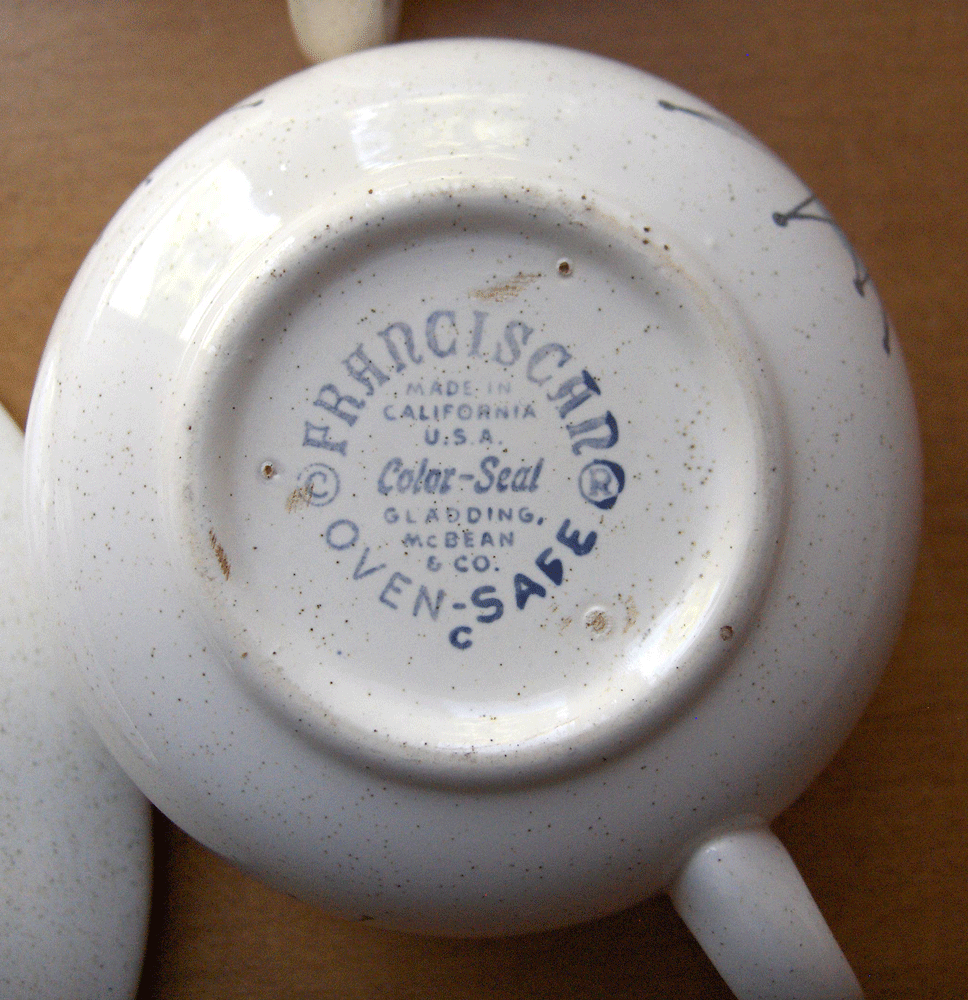 FRANCISCAN
MADE IN
CALIFORNIA
U.S.A.
Color-Seal
© ®
GLADDING,
McBEAN
& CO.
OVEN-SAFE
C